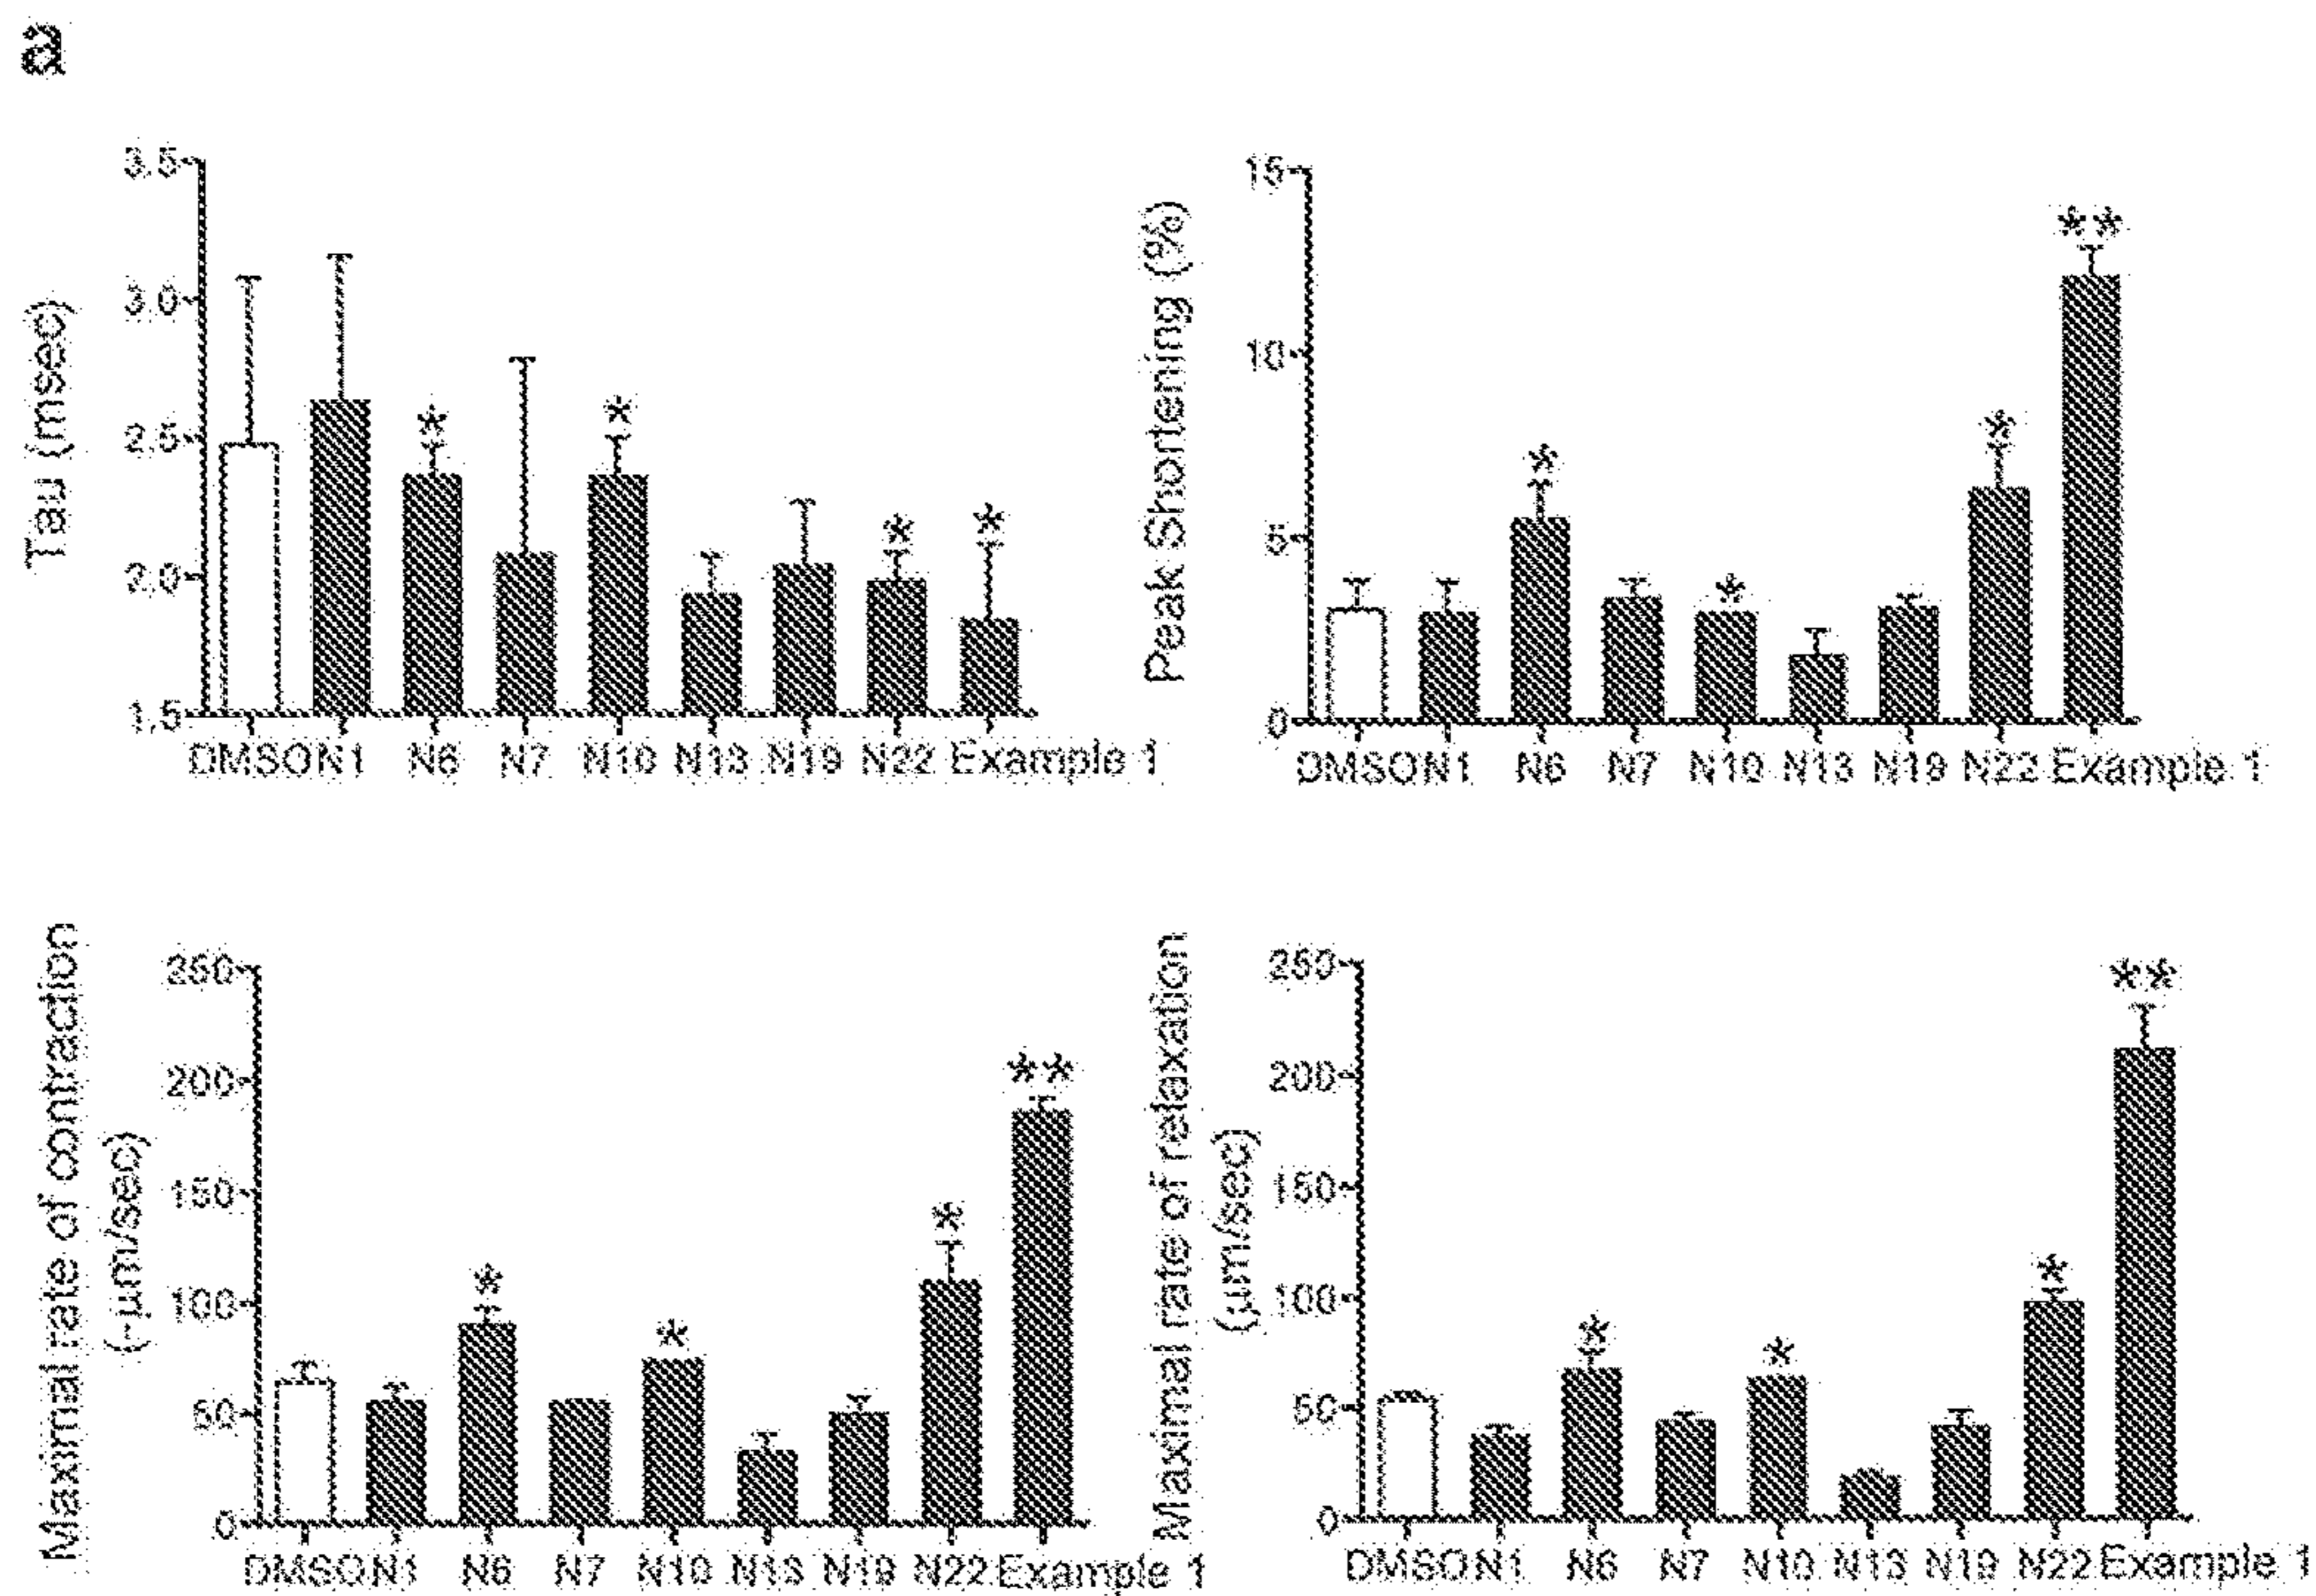 a
Tau (msec)
3.5
3.0
2.5
2.0
1.5
DMSO N1 N6 N7 N10 N13 N19 N22 Example 1
* * * *
Peak Shortening (%)
15
10
5
0
DMSO N1 N6 N7 N10 N13 N19 N22 Example 1
* * * **
Maximal rate of contraction
(-μm/sec)
250
200
150
100
50
0
DMSO N1 N6 N7 N10 N13 N19 N22 Example 1
* * * **
Maximal rate of relaxation
(μm/sec)
250
200
150
100
50
0
DMSO N1 N6 N7 N10 N13 N19 N22 Example 1
* * * **